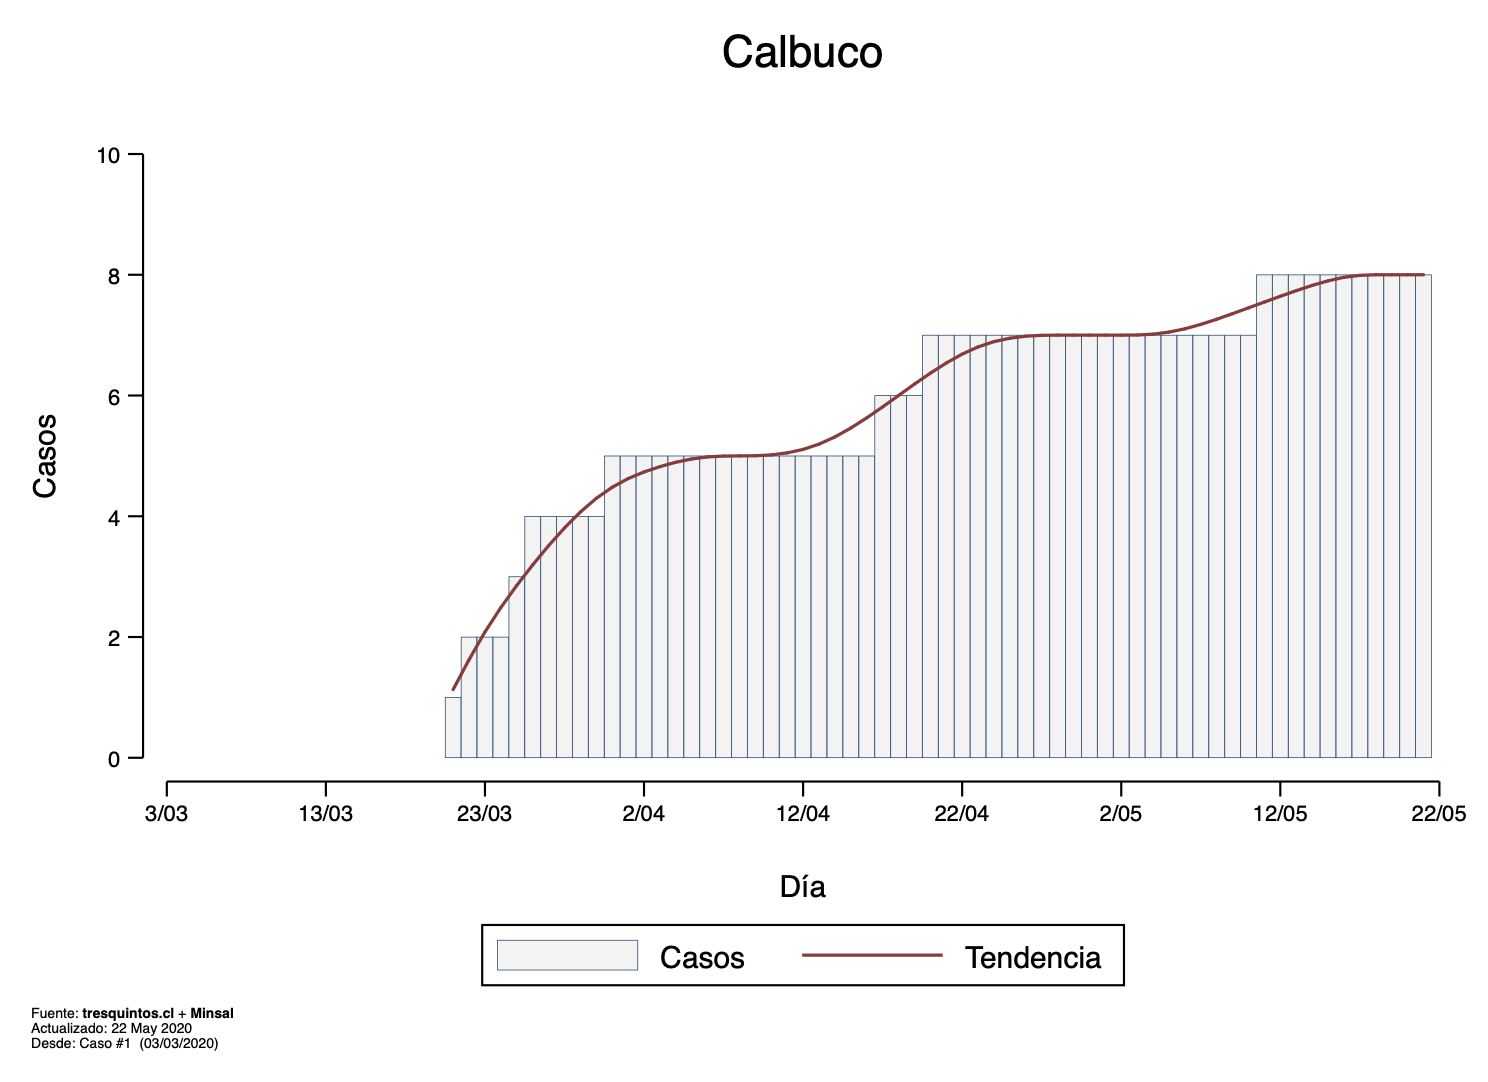 Calbuco
10
8
6
4
2
0
Casos
3/03 13/03 23/03 2/04 12/04 22/04 2/05 12/05 22/05
Día
Casos Tendencia
Fuente: tresquintos.cl + Minsal
Actualizado: 22 May 2020
Desde: Caso #1 (03/03/2020)